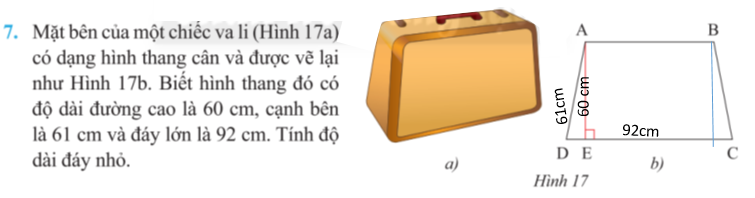 7. Mặt bên của một chiếc va li (Hình 17a)
có dạng hình thang cân và được vẽ lại
như Hình 17b. Biết hình thang đó có
độ dài đường cao là 60 cm, cạnh bên
là 61 cm và đáy lớn là 92 cm. Tính độ
dài đáy nhỏ.
a)
A B
61cm
60 cm
92cm
D E C
b)
Hình 17